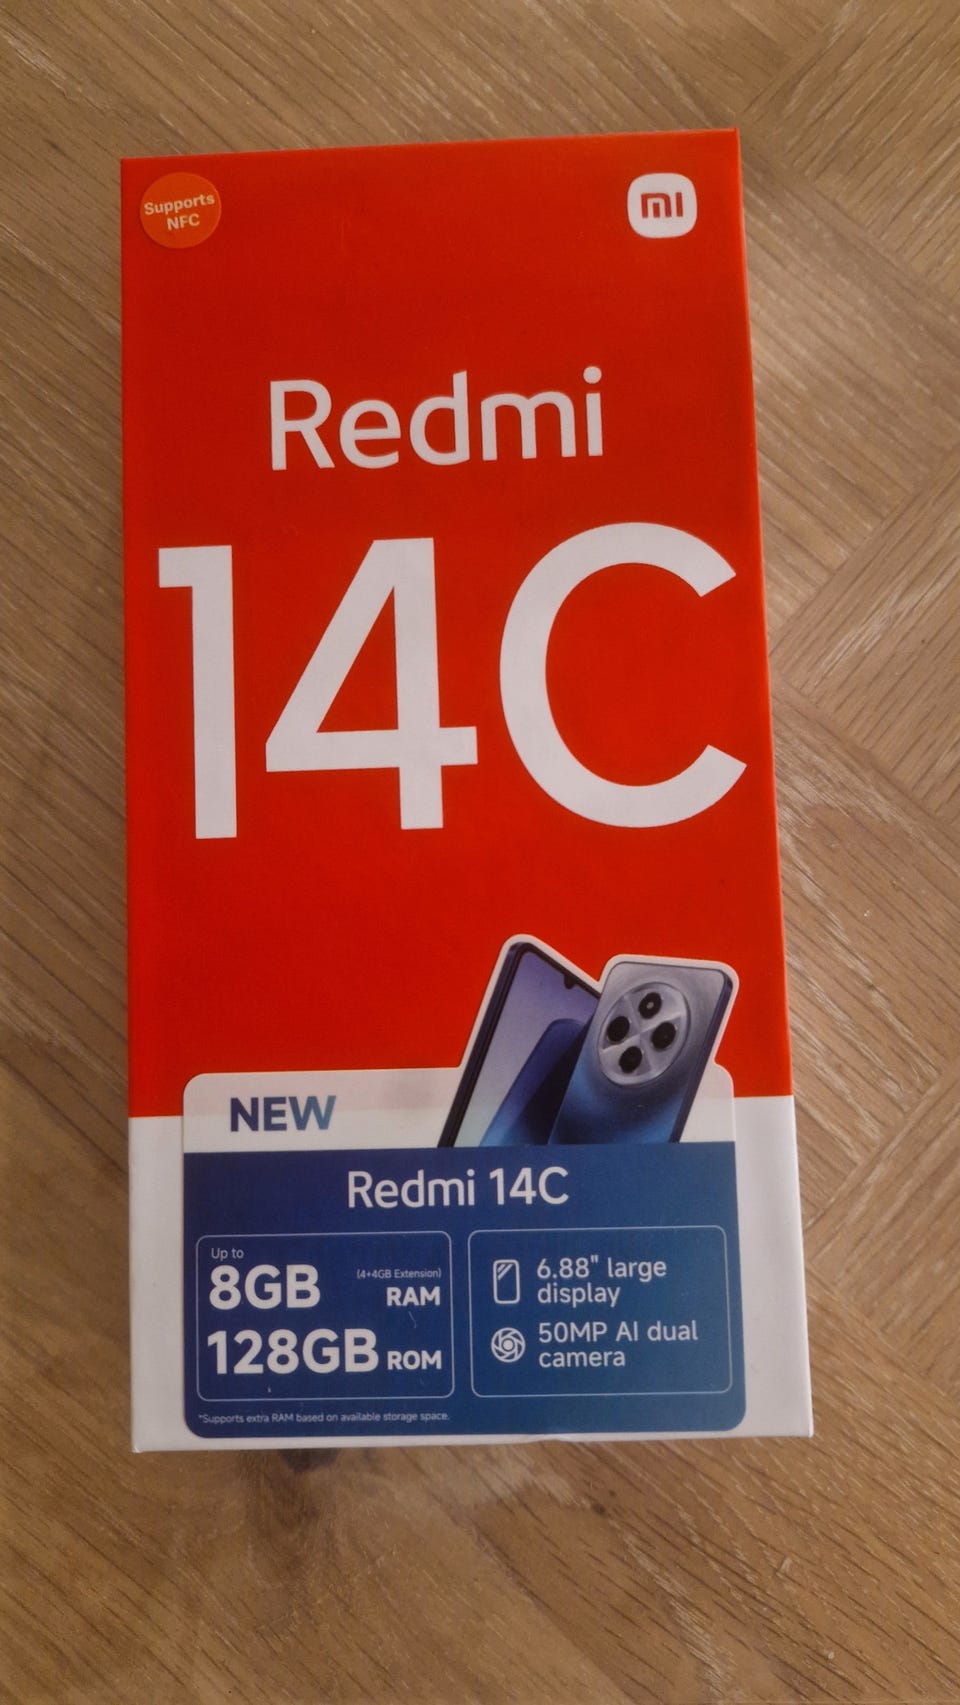 Supports
NFC
mi
Redmi
14C
NEW
Redmi 14C
Up to
8GB (4+4GB Extension) RAM
128GB ROM
6.88" large
display
50MP AI dual
camera
*Supports extra RAM based on available storage space.